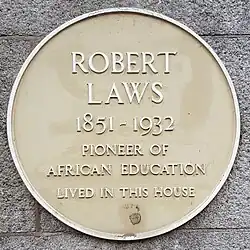 ROBERT
LAWS
1851-1932
PIONEER OF
AFRICAN EDUCATION
LIVED IN THIS HOUSE